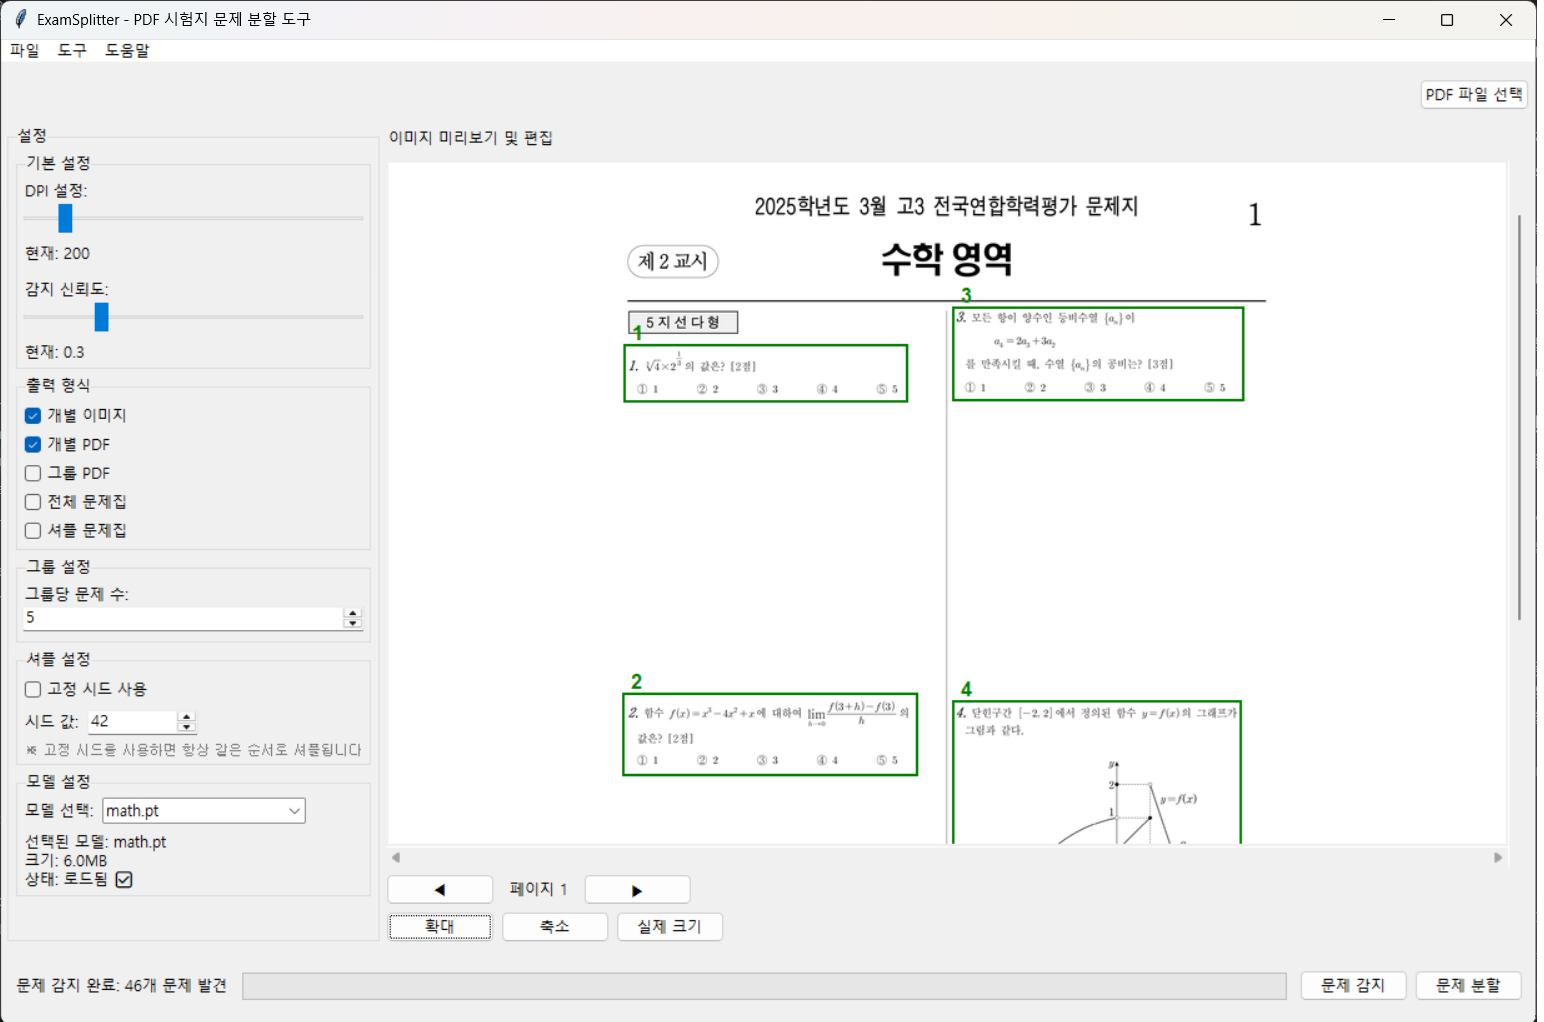 ExamSplitter - PDF 시험지 문제 분할 도구
파일 도구 도움말
PDF 파일 선택
설정
기본 설정
DPI 설정:
현재: 200
감지 신뢰도:
현재: 0.3
출력 형식
개별 이미지
개별 PDF
그룹 PDF
전체 문제집
셔플 문제집
그룹 설정
그룹당 문제 수:
5
셔플 설정
고정 시드 사용
시드 값: 42
※ 고정 시드를 사용하면 항상 같은 순서로 셔플됩니다
모델 설정
모델 선택: math.pt
선택된 모델: math.pt
크기: 6.0MB
상태: 로드됨
이미지 미리보기 및 편집
2025학년도 3월 고3 전국연합학력평가 문제지
1
제 2 교시
수학 영역
5지선다형
1
1. ∛4×2^(1/3)의 값은? [2점]
① 1 ② 2 ③ 3 ④ 4 ⑤ 5
2
2. 함수 f(x)=x³−4x²+x에 대하여 lim h→0 (f(3+h)−f(3))/h 의
값은? [2점]
① 1 ② 2 ③ 3 ④ 4 ⑤ 5
3
3. 모든 항이 양수인 등비수열 {aₙ}이
a₄=2a₃+3a₂
를 만족시킬 때, 수열 {aₙ}의 공비는? [3점]
① 1 ② 2 ③ 3 ④ 4 ⑤ 5
4
4. 닫힌구간 [−2, 2]에서 정의된 함수 y=f(x)의 그래프가
그림과 같다.
y
2
y=f(x)
1
◀ 페이지 1 ▶
확대 축소 실제 크기
문제 감지 완료: 46개 문제 발견
문제 감지 문제 분할